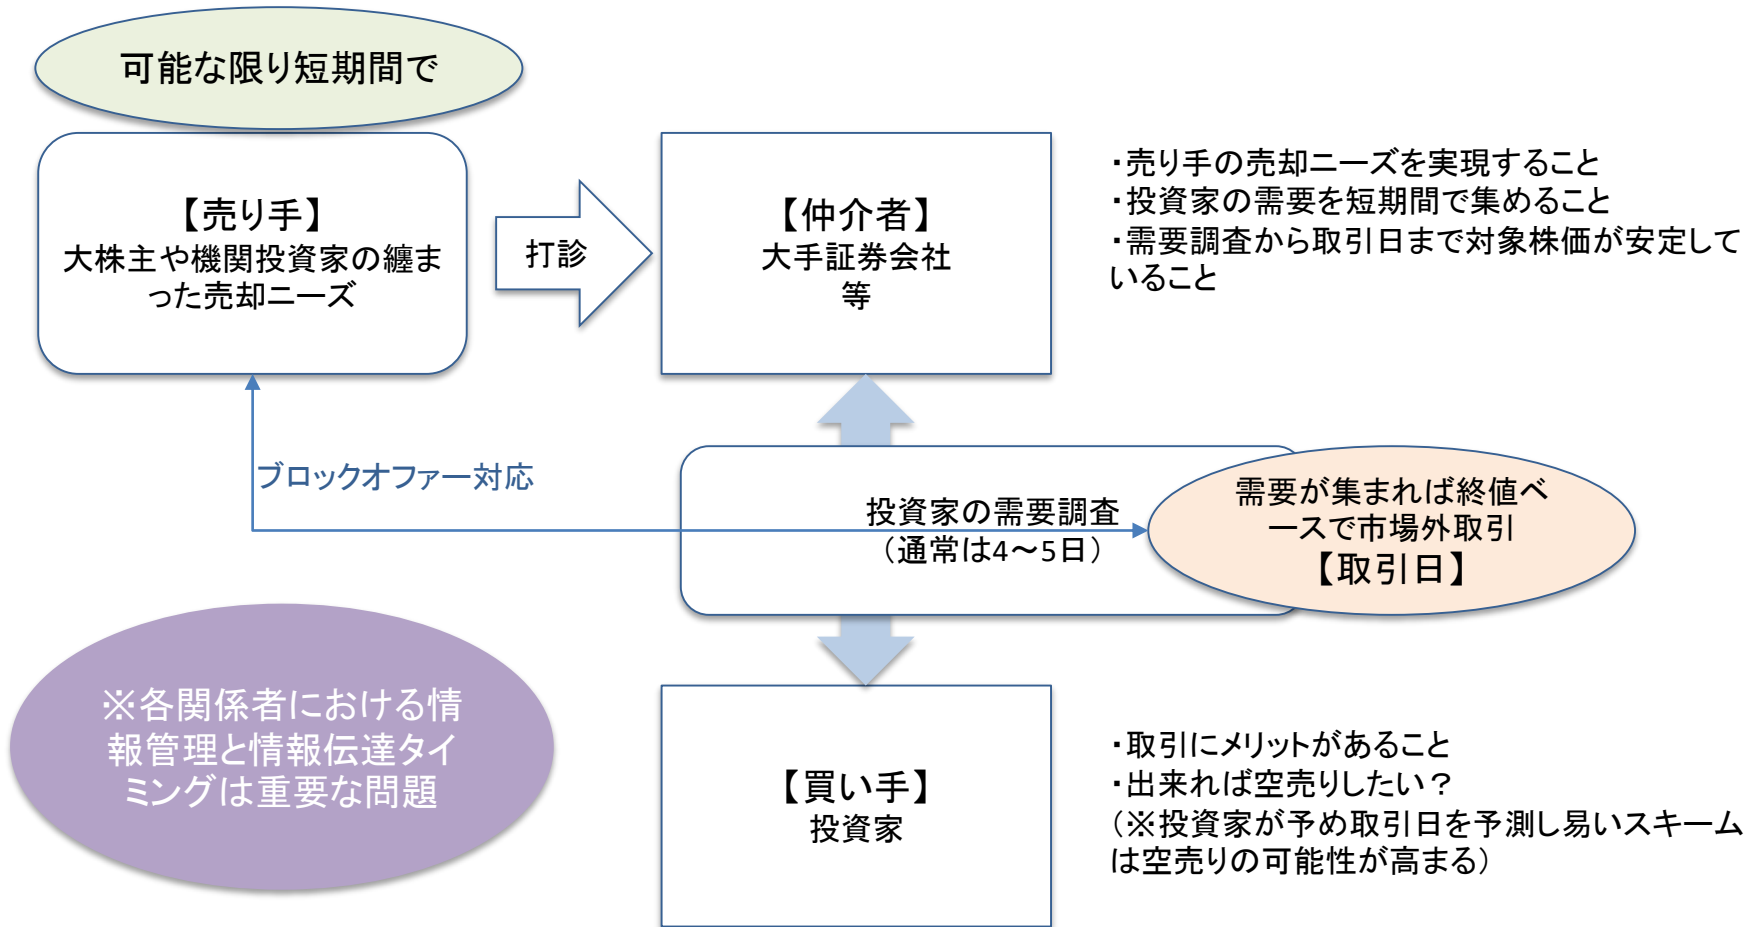 可能な限り短期間で
【売り手】
大株主や機関投資家の纏ま
った売却ニーズ
打診
【仲介者】
大手証券会社
等
・売り手の売却ニーズを実現すること
・投資家の需要を短期間で集めること
・需要調査から取引日まで対象株価が安定して
いること
ブロックオファー対応
投資家の需要調査
（通常は4～5日）
需要が集まれば終値ベ
ースで市場外取引
【取引日】
※各関係者における情
報管理と情報伝達タイ
ミングは重要な問題
【買い手】
投資家
・取引にメリットがあること
・出来れば空売りしたい？
（※投資家が予め取引日を予測し易いスキーム
は空売りの可能性が高まる）